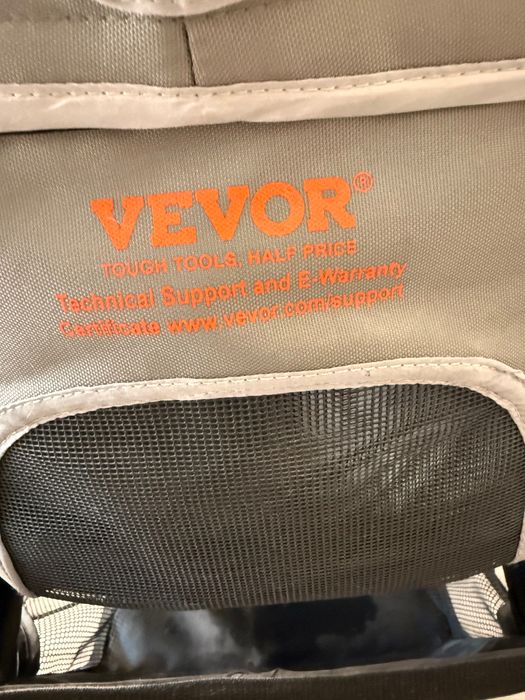 VEVOR®
TOUGH TOOLS, HALF PRICE
Technical Support and E-Warranty
Certificate www.vevor.com/support